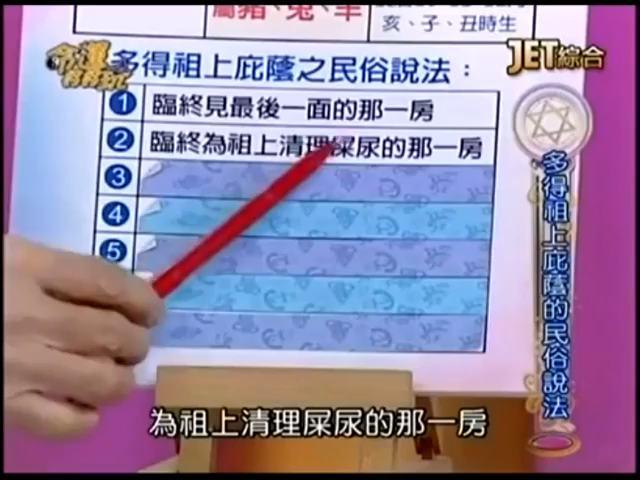 屬豬、兔、羊
亥、子、丑時生
命運好好玩
JET綜合
多得祖上庇蔭之民俗說法：
1 臨終見最後一面的那一房
2 臨終為祖上清理屎尿的那一房
3
4
5
多得祖上庇蔭的民俗說法
為祖上清理屎尿的那一房